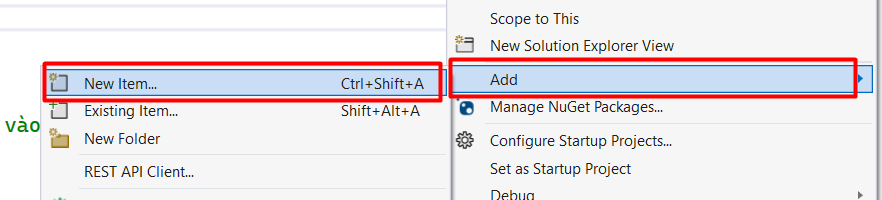 Scope to This
New Solution Explorer View
New Item... Ctrl+Shift+A
Add
Existing Item... Shift+Alt+A
Manage NuGet Packages...
vào
New Folder
Configure Startup Projects...
REST API Client...
Set as Startup Project
Debug